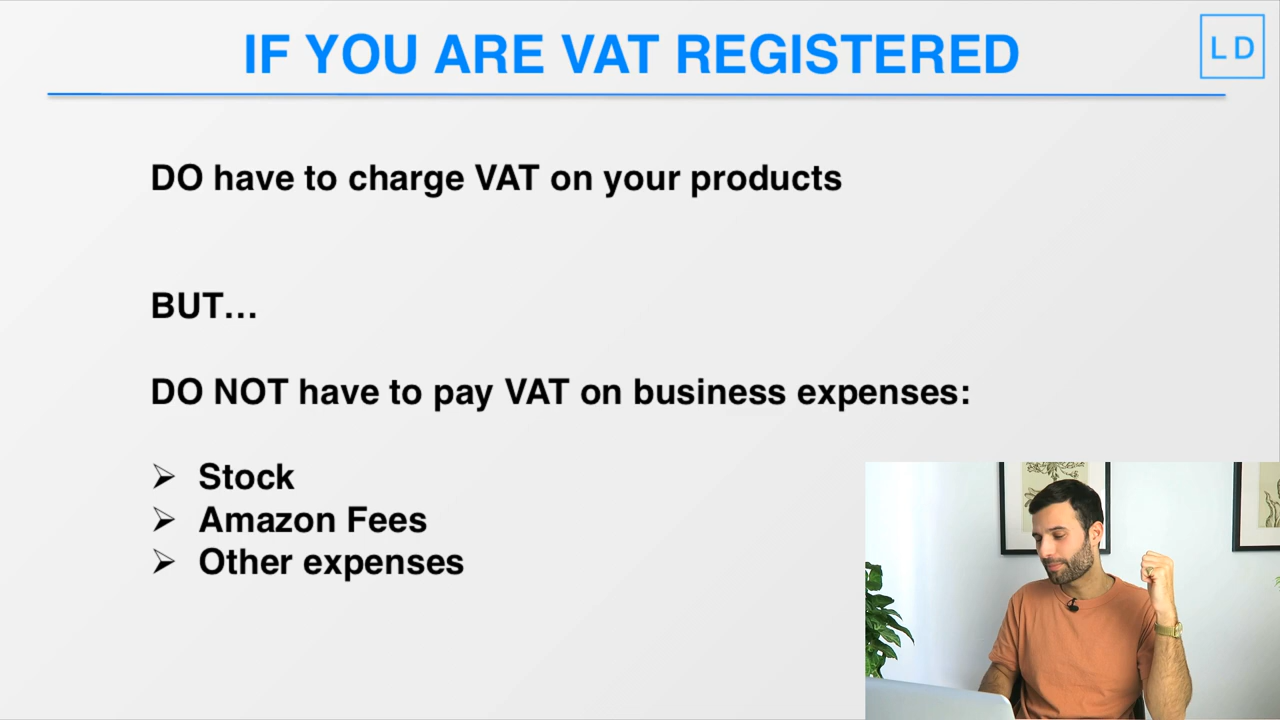 IF YOU ARE VAT REGISTERED
L D
DO have to charge VAT on your products
BUT...
DO NOT have to pay VAT on business expenses:
➢ Stock
➢ Amazon Fees
➢ Other expenses